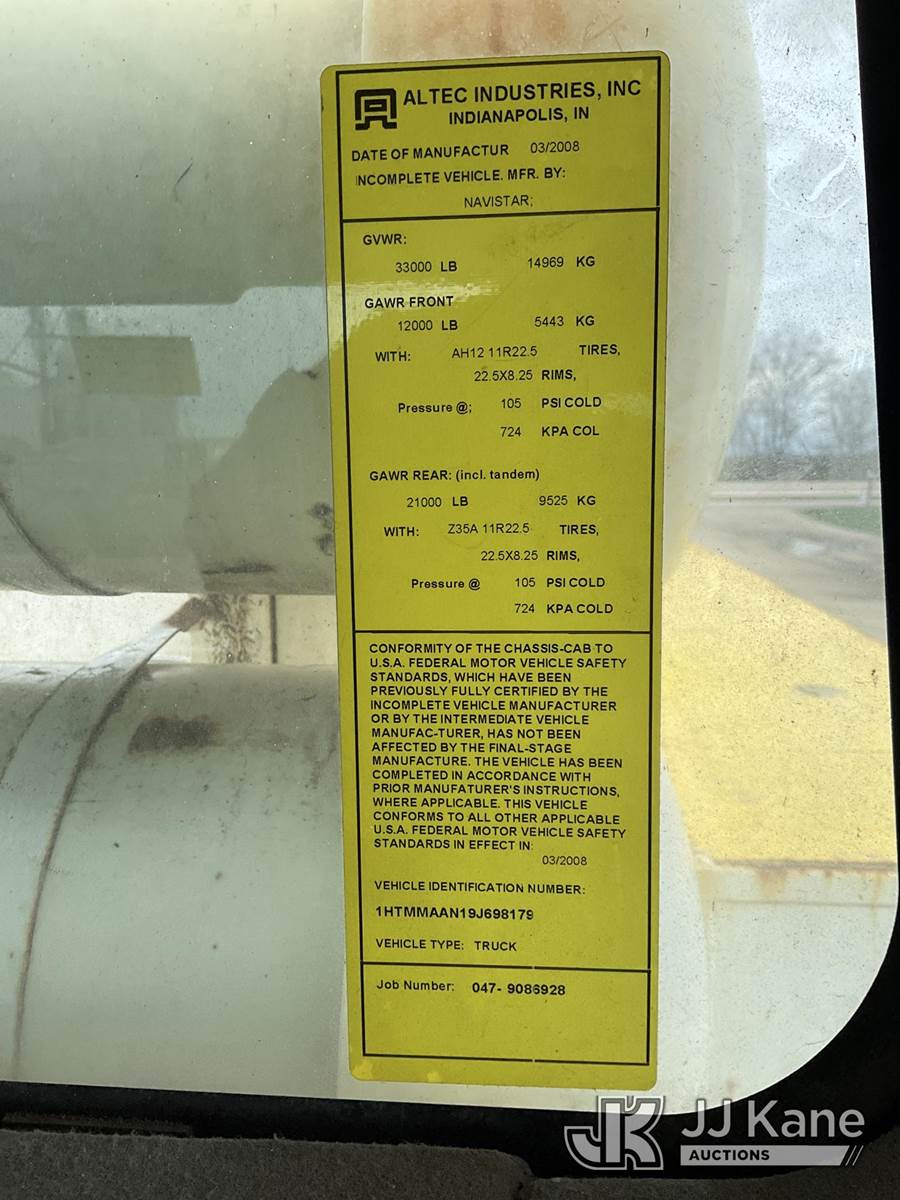 ALTEC INDUSTRIES, INC
INDIANAPOLIS, IN
DATE OF MANUFACTUR 03/2008
INCOMPLETE VEHICLE. MFR. BY:
NAVISTAR;
GVWR:
33000 LB 14969 KG
GAWR FRONT
12000 LB 5443 KG
WITH: AH12 11R22.5 TIRES,
22.5X8.25 RIMS,
Pressure @; 105 PSI COLD
724 KPA COL
GAWR REAR: (incl. tandem)
21000 LB 9525 KG
WITH: Z35A 11R22.5 TIRES,
22.5X8.25 RIMS,
Pressure @ 105 PSI COLD
724 KPA COLD
CONFORMITY OF THE CHASSIS-CAB TO
U.S.A. FEDERAL MOTOR VEHICLE SAFETY
STANDARDS, WHICH HAVE BEEN
PREVIOUSLY FULLY CERTIFIED BY THE
INCOMPLETE VEHICLE MANUFACTURER
OR BY THE INTERMEDIATE VEHICLE
MANUFAC-TURER, HAS NOT BEEN
AFFECTED BY THE FINAL-STAGE
MANUFACTURE. THE VEHICLE HAS BEEN
COMPLETED IN ACCORDANCE WITH
PRIOR MANUFATURER'S INSTRUCTIONS,
WHERE APPLICABLE. THIS VEHICLE
CONFORMS TO ALL OTHER APPLICABLE
U.S.A. FEDERAL MOTOR VEHICLE SAFETY
STANDARDS IN EFFECT IN:
03/2008
VEHICLE IDENTIFICATION NUMBER:
1HTMMAAN19J698179
VEHICLE TYPE: TRUCK
Job Number: 047- 9086928
JK JJ Kane
AUCTIONS